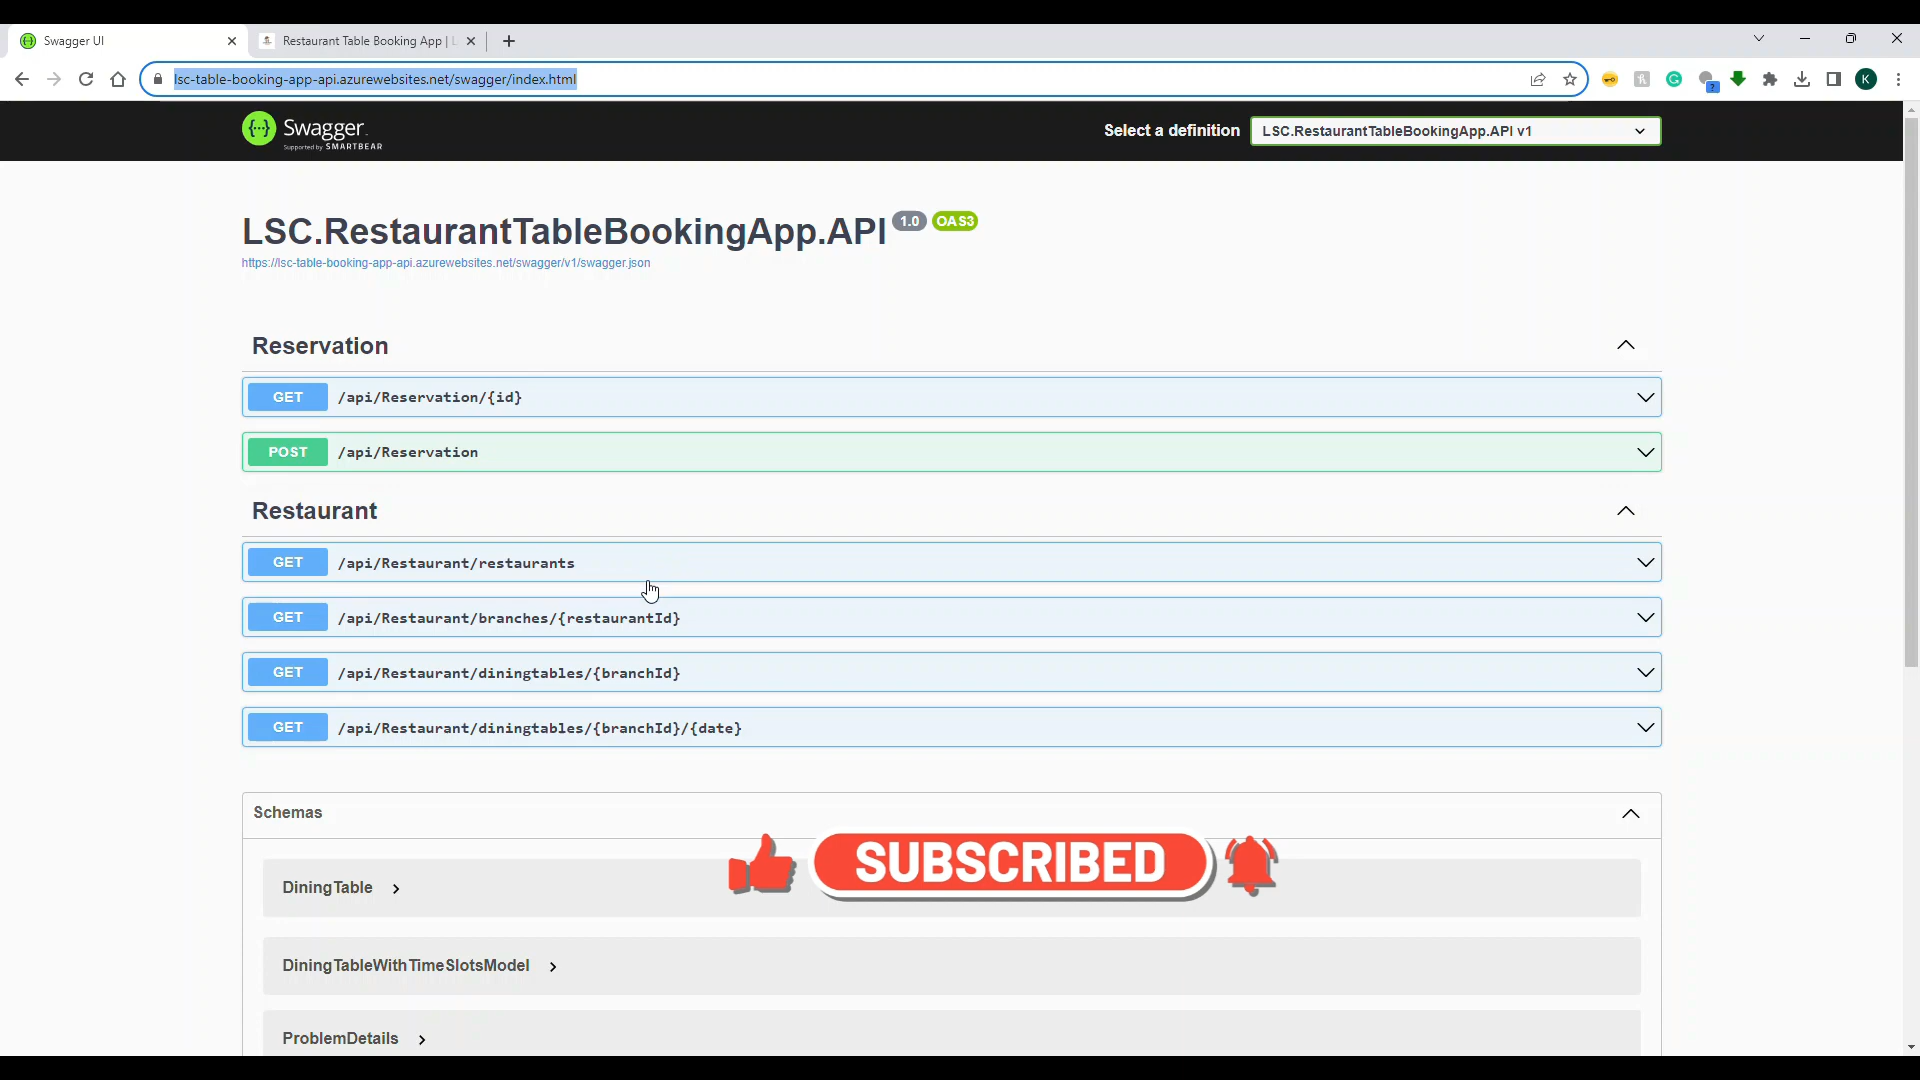 Swagger UI
Restaurant Table Booking App | L
lsc-table-booking-app-api.azurewebsites.net/swagger/index.html
K
?
{...} Swagger
Supported by SMARTBEAR
Select a definition
LSC.RestaurantTableBookingApp.API v1
LSC.RestaurantTableBookingApp.API 1.0 OAS3
https://lsc-table-booking-app-api.azurewebsites.net/swagger/v1/swagger.json
Reservation
GET /api/Reservation/{id}
POST /api/Reservation
Restaurant
GET /api/Restaurant/restaurants
GET /api/Restaurant/branches/{restaurantId}
GET /api/Restaurant/diningtables/{branchId}
GET /api/Restaurant/diningtables/{branchId}/{date}
Schemas
SUBSCRIBED
DiningTable
DiningTableWithTimeSlotsModel
ProblemDetails